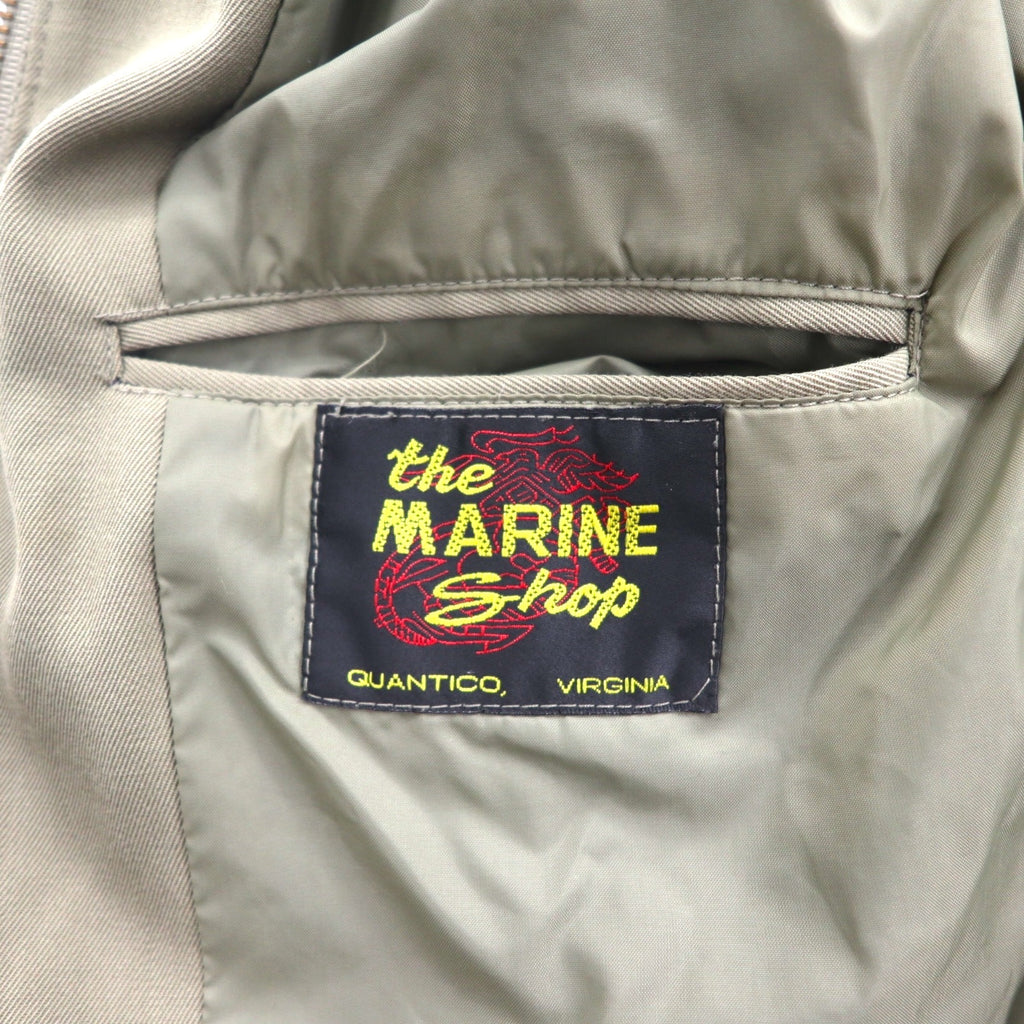 the
MARINE
Shop
QUANTICO, VIRGINIA